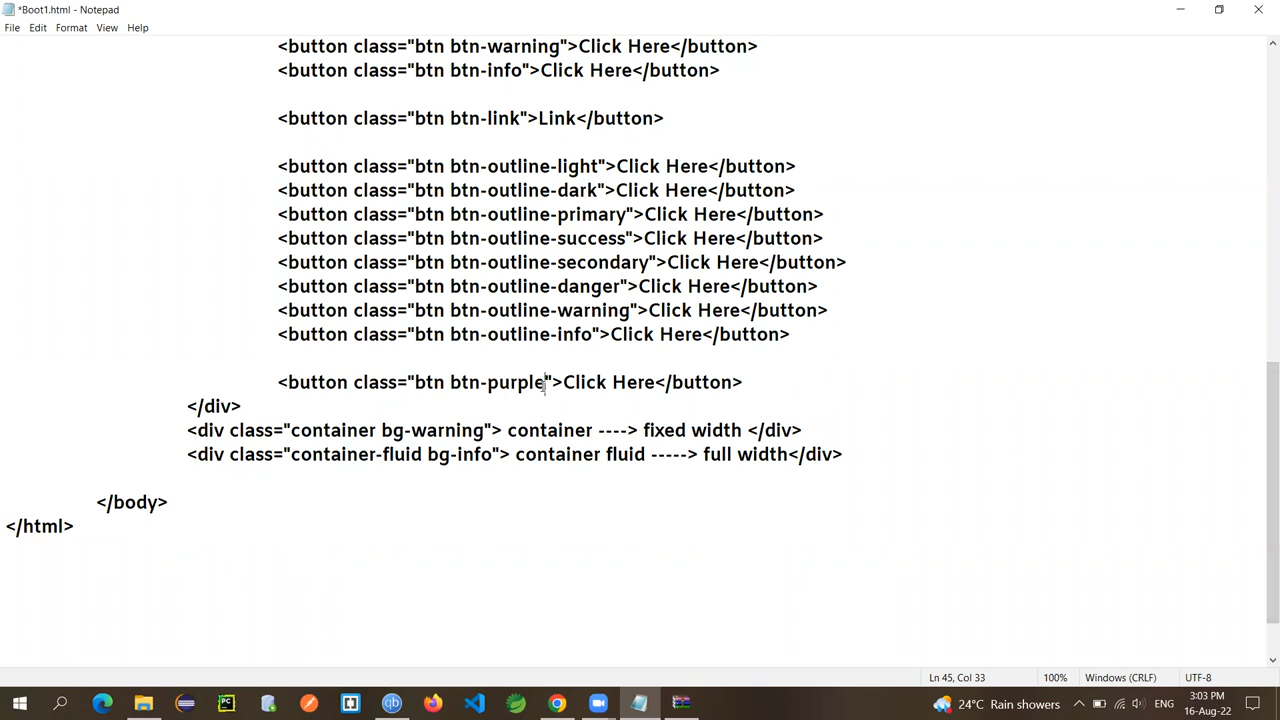 *Boot1.html - Notepad
File Edit Format View Help
<button class="btn btn-warning">Click Here</button>
<button class="btn btn-info">Click Here</button>
<button class="btn btn-link">Link</button>
<button class="btn btn-outline-light">Click Here</button>
<button class="btn btn-outline-dark">Click Here</button>
<button class="btn btn-outline-primary">Click Here</button>
<button class="btn btn-outline-success">Click Here</button>
<button class="btn btn-outline-secondary">Click Here</button>
<button class="btn btn-outline-danger">Click Here</button>
<button class="btn btn-outline-warning">Click Here</button>
<button class="btn btn-outline-info">Click Here</button>
<button class="btn btn-purple">Click Here</button>
</div>
<div class="container bg-warning"> container ----> fixed width </div>
<div class="container-fluid bg-info"> container fluid -----> full width</div>
</body>
</html>
Ln 45, Col 33 100% Windows (CRLF) UTF-8
PC qb 24°C Rain showers ENG 3:03 PM
16-Aug-22